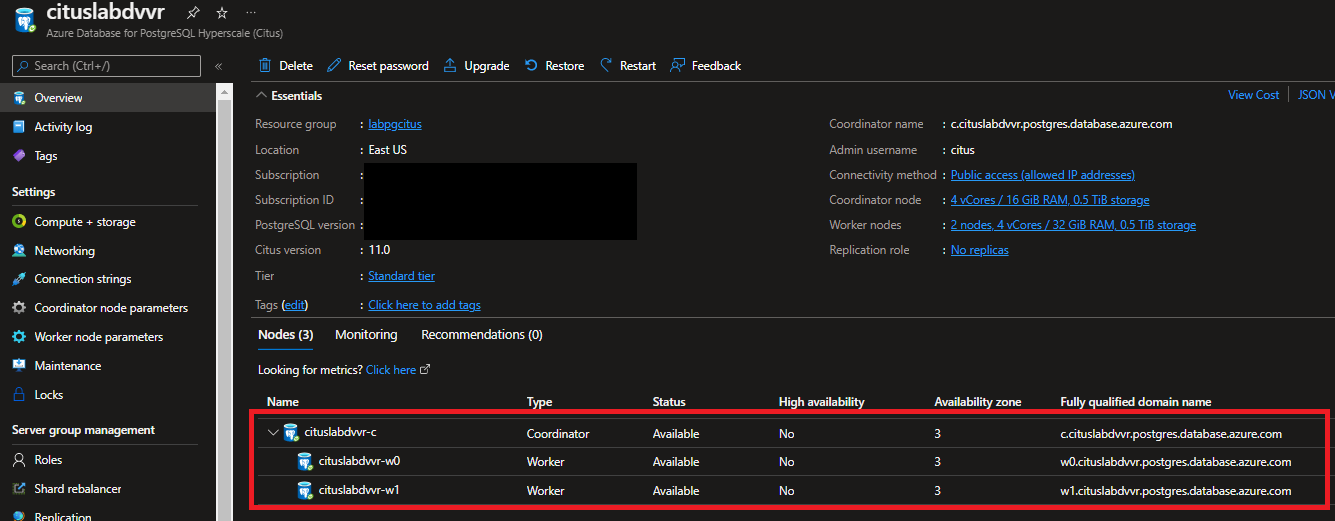 cituslabdvvr
Azure Database for PostgreSQL Hyperscale (Citus)
Search (Ctrl+/)
Overview
Activity log
Tags
Settings
Compute + storage
Networking
Connection strings
Coordinator node parameters
Worker node parameters
Maintenance
Locks
Server group management
Roles
Shard rebalancer
Replication
Delete Reset password Upgrade Restore Restart Feedback
Essentials
View Cost JSON V
Resource group : labpgcitus
Location : East US
Subscription :
Subscription ID :
PostgreSQL version :
Citus version : 11.0
Tier : Standard tier
Tags (edit) : Click here to add tags
Coordinator name : c.cituslabdvvr.postgres.database.azure.com
Admin username : citus
Connectivity method : Public access (allowed IP addresses)
Coordinator node : 4 vCores / 16 GiB RAM, 0.5 TiB storage
Worker nodes : 2 nodes, 4 vCores / 32 GiB RAM, 0.5 TiB storage
Replication role : No replicas
Nodes (3) Monitoring Recommendations (0)
Looking for metrics? Click here
Name Type Status High availability Availability zone Fully qualified domain name
cituslabdvvr-c Coordinator Available No 3 c.cituslabdvvr.postgres.database.azure.com
cituslabdvvr-w0 Worker Available No 3 w0.cituslabdvvr.postgres.database.azure.com
cituslabdvvr-w1 Worker Available No 3 w1.cituslabdvvr.postgres.database.azure.com